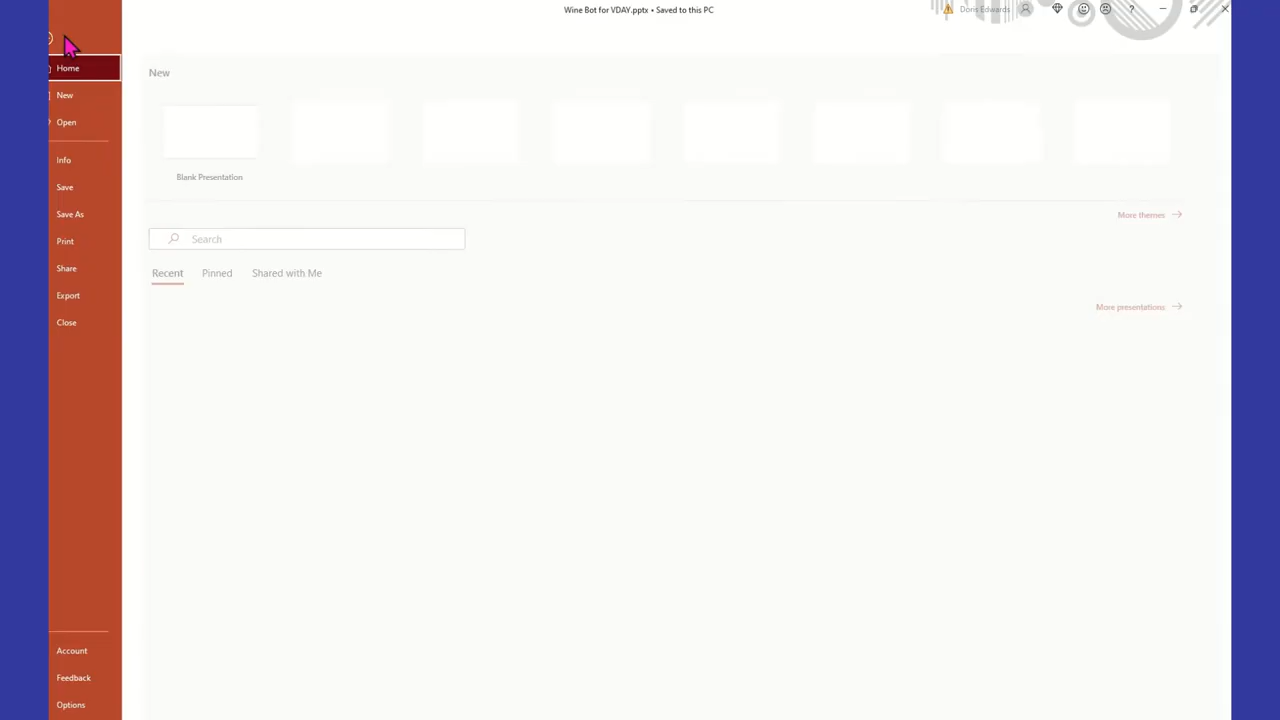 Wine Bot for VDAY.pptx • Saved to this PC
Doris Edwards
?
Home
New
Open
Info
Save
Save As
Print
Share
Export
Close
Account
Feedback
Options
New
Blank Presentation
More themes
Search
Recent Pinned Shared with Me
More presentations